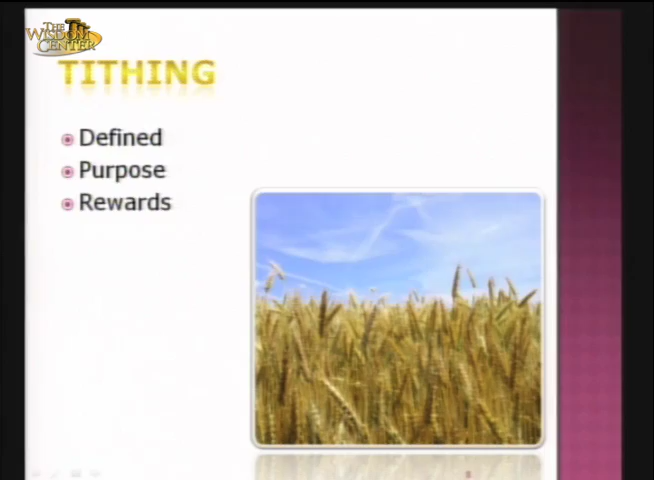 THE
WISDOM
CENTER
TITHING
Defined
Purpose
Rewards